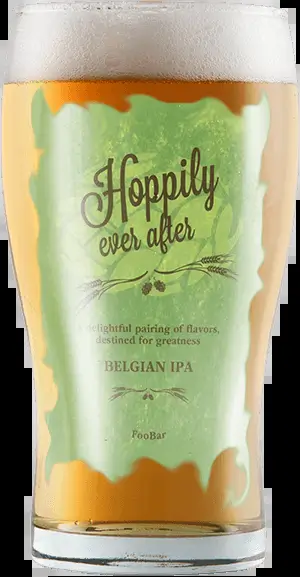 Hoppily
ever after
delightful pairing of flavors,
destined for greatness
BELGIAN IPA
FooBar